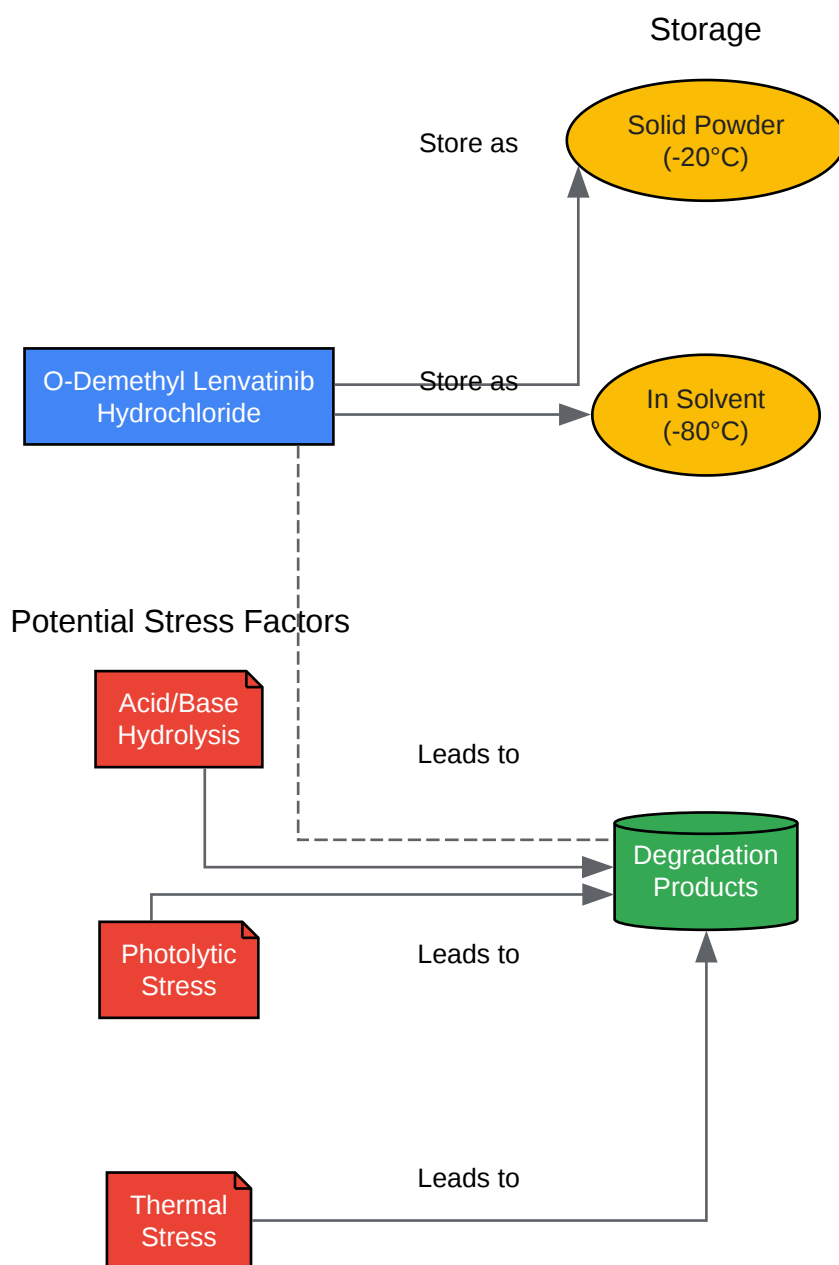 Storage
Solid Powder
(-20°C)
Store as
O-Demethyl Lenvatinib
Hydrochloride
Store as
In Solvent
(-80°C)
Potential Stress Factors
Acid/Base
Hydrolysis
Leads to
Degradation
Products
Photolytic
Stress
Leads to
Thermal
Stress
Leads to